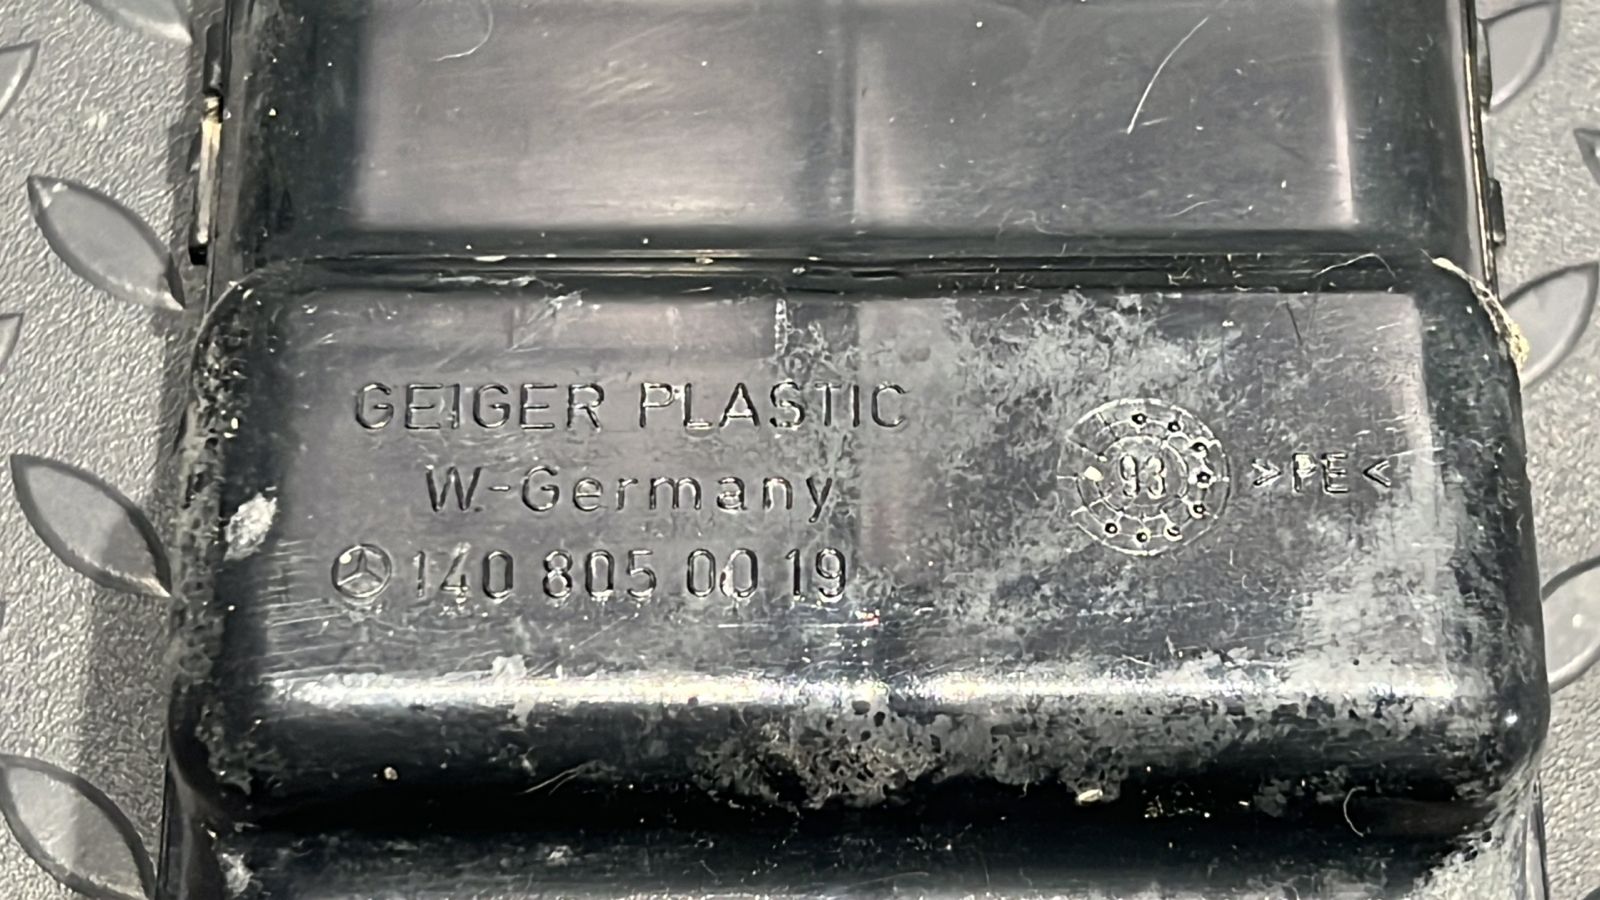 GEIGER PLASTIC
W-Germany
140 805 00 19
93
>PE<